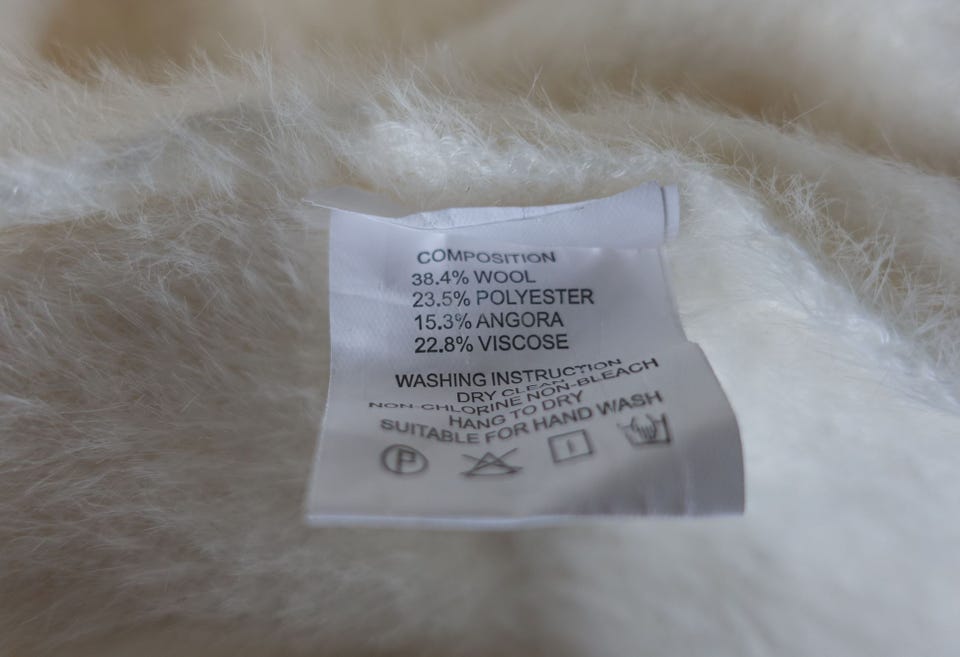 COMPOSITION
38.4% WOOL
23.5% POLYESTER
15.3% ANGORA
22.8% VISCOSE
WASHING INSTRUCTION
DRY CLEAN
NON-CHLORINE NON-BLEACH
HANG TO DRY
SUITABLE FOR HAND WASH
P